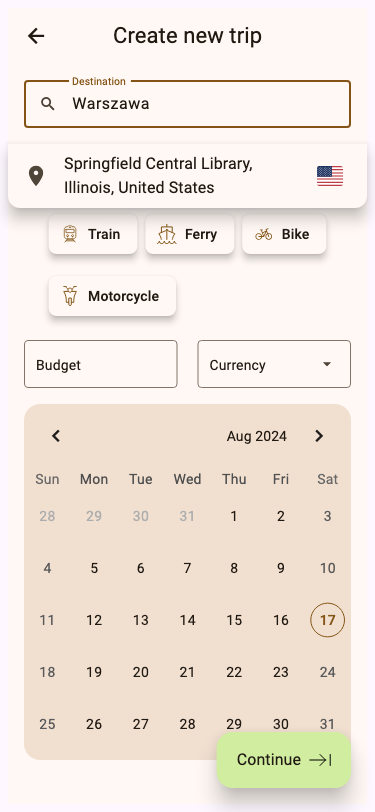 Create new trip
Destination
Warszawa
Springfield Central Library,
Illinois, United States
Train
Ferry
Bike
Motorcycle
Budget
Currency
Aug 2024
Sun Mon Tue Wed Thu Fri Sat
28 29 30 31 1 2 3
4 5 6 7 8 9 10
11 12 13 14 15 16 17
18 19 20 21 22 23 24
25 26 27 28 29 30 31
Continue